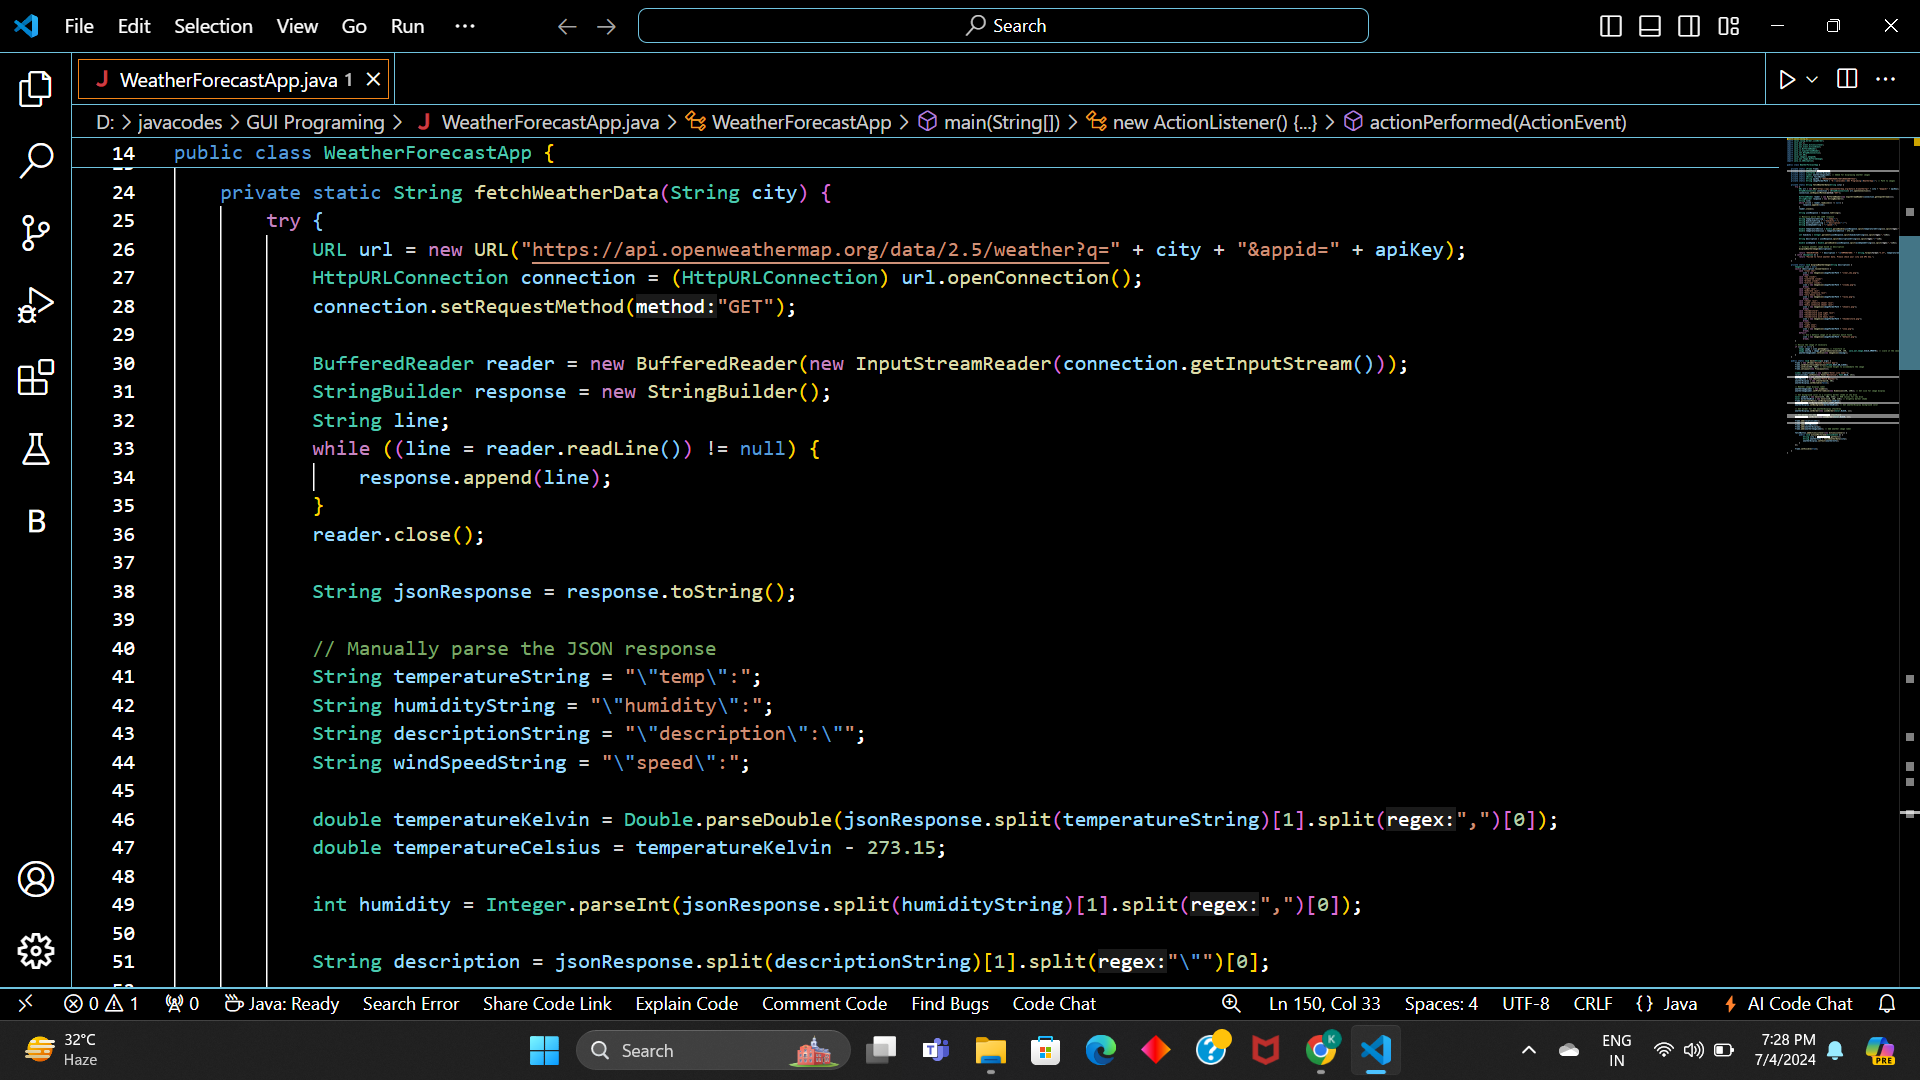 File Edit Selection View Go Run ··· Search
WeatherForecastApp.java 1
D: > javacodes > GUI Programing > J WeatherForecastApp.java > WeatherForecastApp > main(String[]) > new ActionListener() {...} > actionPerformed(ActionEvent)
14 public class WeatherForecastApp {
24 private static String fetchWeatherData(String city) {
25 try {
26 URL url = new URL("https://api.openweathermap.org/data/2.5/weather?q=" + city + "&appid=" + apiKey);
27 HttpURLConnection connection = (HttpURLConnection) url.openConnection();
28 connection.setRequestMethod(method:"GET");
29
30 BufferedReader reader = new BufferedReader(new InputStreamReader(connection.getInputStream()));
31 StringBuilder response = new StringBuilder();
32 String line;
33 while ((line = reader.readLine()) != null) {
34 response.append(line);
35 }
36 reader.close();
37
38 String jsonResponse = response.toString();
39
40 // Manually parse the JSON response
41 String temperatureString = "\"temp\":";
42 String humidityString = "\"humidity\":";
43 String descriptionString = "\"description\":\"";
44 String windSpeedString = "\"speed\":";
45
46 double temperatureKelvin = Double.parseDouble(jsonResponse.split(temperatureString)[1].split(regex:",")[0]);
47 double temperatureCelsius = temperatureKelvin - 273.15;
48
49 int humidity = Integer.parseInt(jsonResponse.split(humidityString)[1].split(regex:",")[0]);
50
51 String description = jsonResponse.split(descriptionString)[1].split(regex:"\"")[0];
0 1 0 Java: Ready Search Error Share Code Link Explain Code Comment Code Find Bugs Code Chat Ln 150, Col 33 Spaces: 4 UTF-8 CRLF {} Java AI Code Chat
32°C
Haze
Search
ENG
IN
7:28 PM
7/4/2024